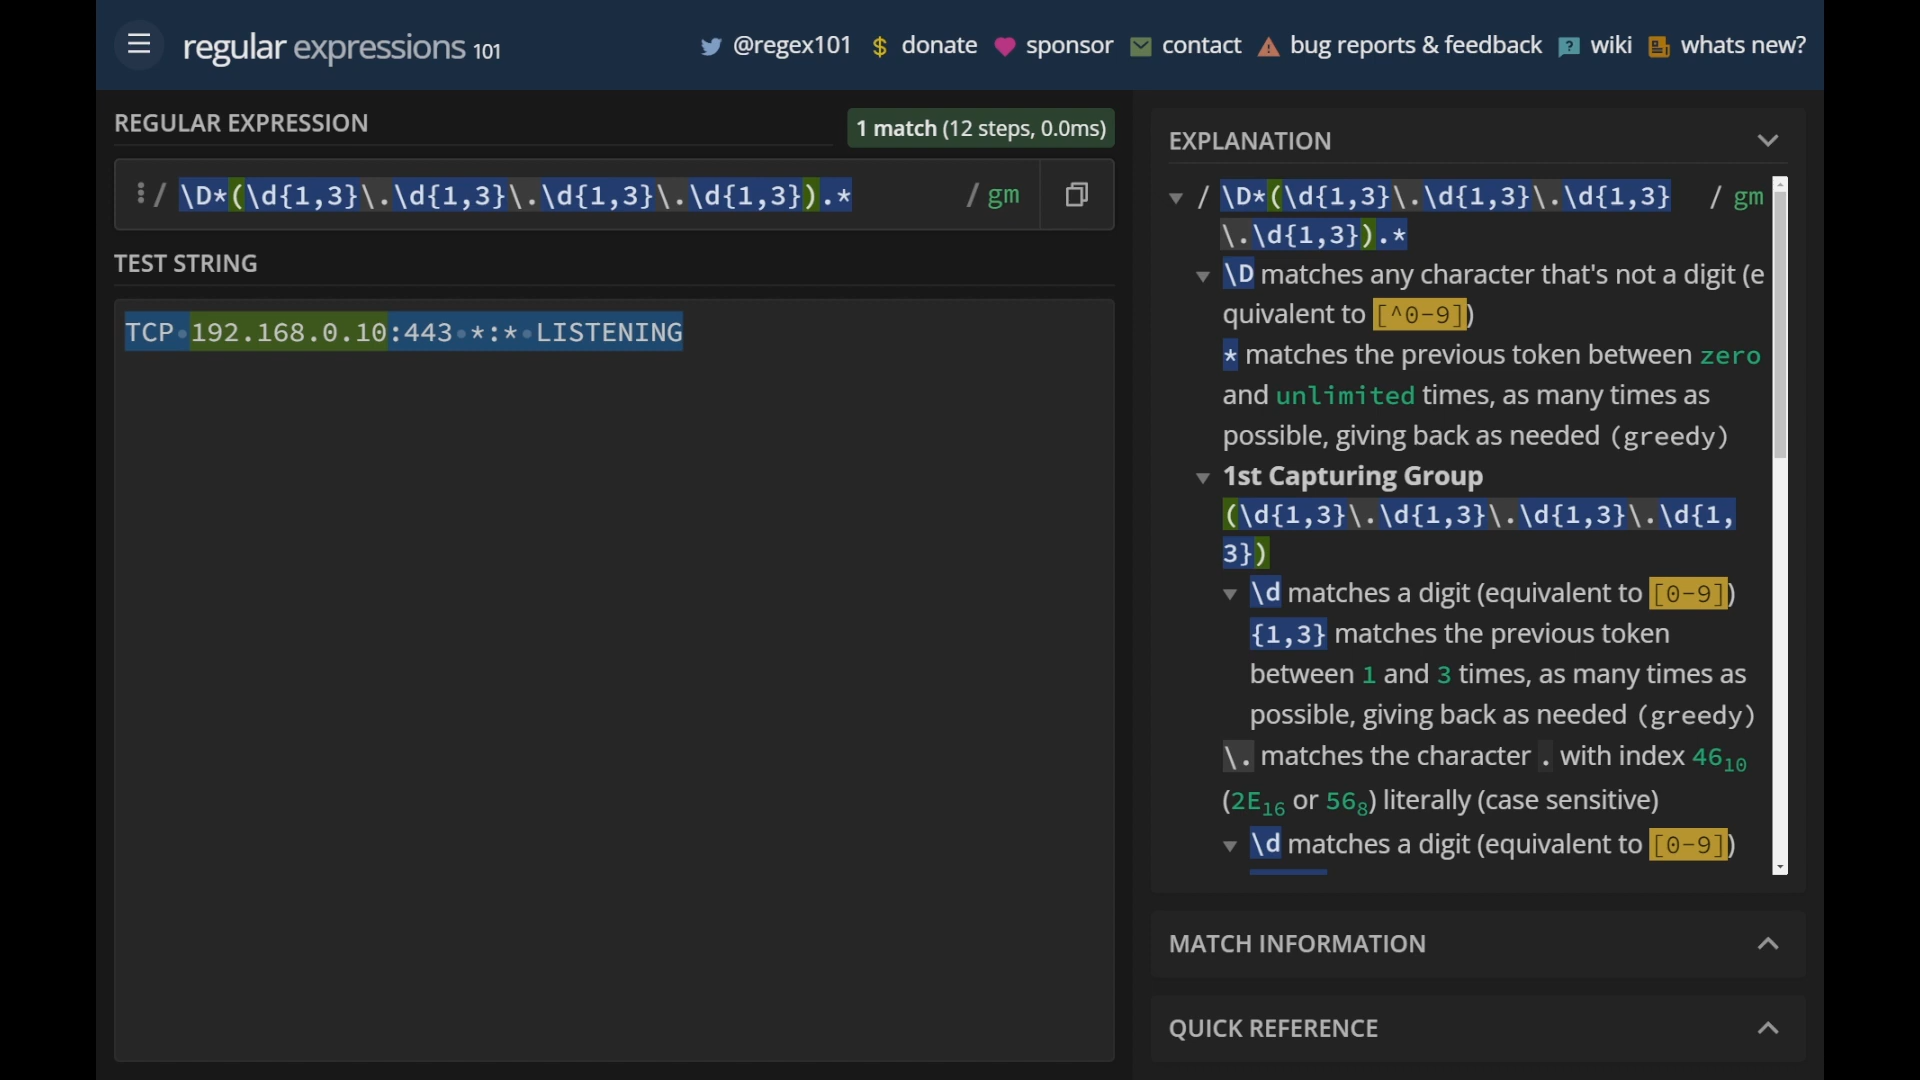 regular expressions 101
@regex101 donate sponsor contact bug reports & feedback wiki whats new?
REGULAR EXPRESSION
1 match (12 steps, 0.0ms)
/ \D*(\d{1,3}\.\d{1,3}\.\d{1,3}\.\d{1,3}).* / gm
TEST STRING
TCP 192.168.0.10:443 *:* LISTENING
EXPLANATION
/ \D*(\d{1,3}\.\d{1,3}\.\d{1,3} / gm
\.\d{1,3}).*
\D matches any character that's not a digit (e
quivalent to [^0-9])
* matches the previous token between zero
and unlimited times, as many times as
possible, giving back as needed (greedy)
1st Capturing Group
(\d{1,3}\.\d{1,3}\.\d{1,3}\.\d{1,
3})
\d matches a digit (equivalent to [0-9])
{1,3} matches the previous token
between 1 and 3 times, as many times as
possible, giving back as needed (greedy)
\. matches the character . with index 46₁₀
(2E₁₆ or 56₈) literally (case sensitive)
\d matches a digit (equivalent to [0-9])
MATCH INFORMATION
QUICK REFERENCE